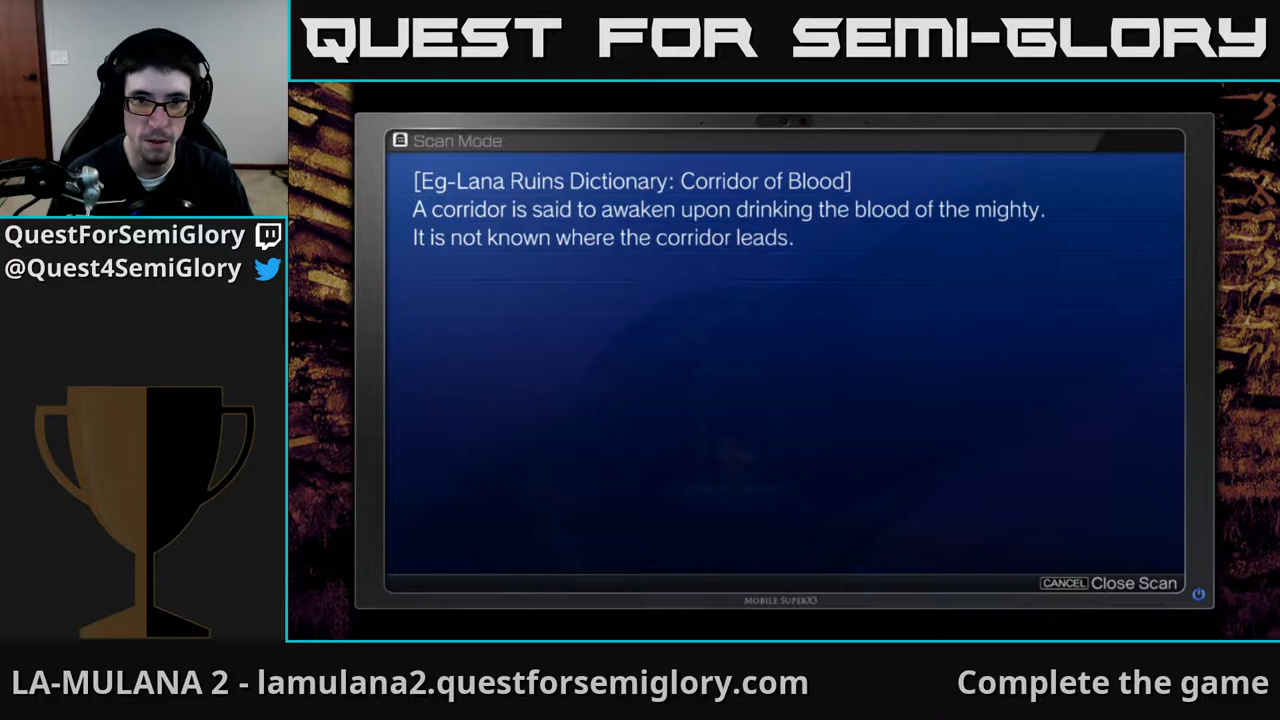 QUEST FOR SEMI-GLORY
Scan Mode
[Eg-Lana Ruins Dictionary: Corridor of Blood]
A corridor is said to awaken upon drinking the blood of the mighty.
It is not known where the corridor leads.
QuestForSemiGlory
@Quest4SemiGlory
CANCEL Close Scan
MOBILE SUPERX3
LA-MULANA 2 - lamulana2.questforsemiglory.com
Complete the game